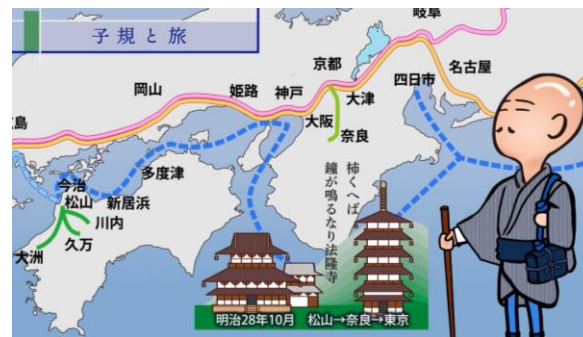 子規と旅
岐阜
京都
名古屋
岡山
姫路
神戸
大津
四日市
大阪
奈良
島
多度津
今治
新居浜
松山
川内
久万
大洲
柿くへば
鐘が鳴るなり法隆寺
明治28年10月 松山→奈良→東京